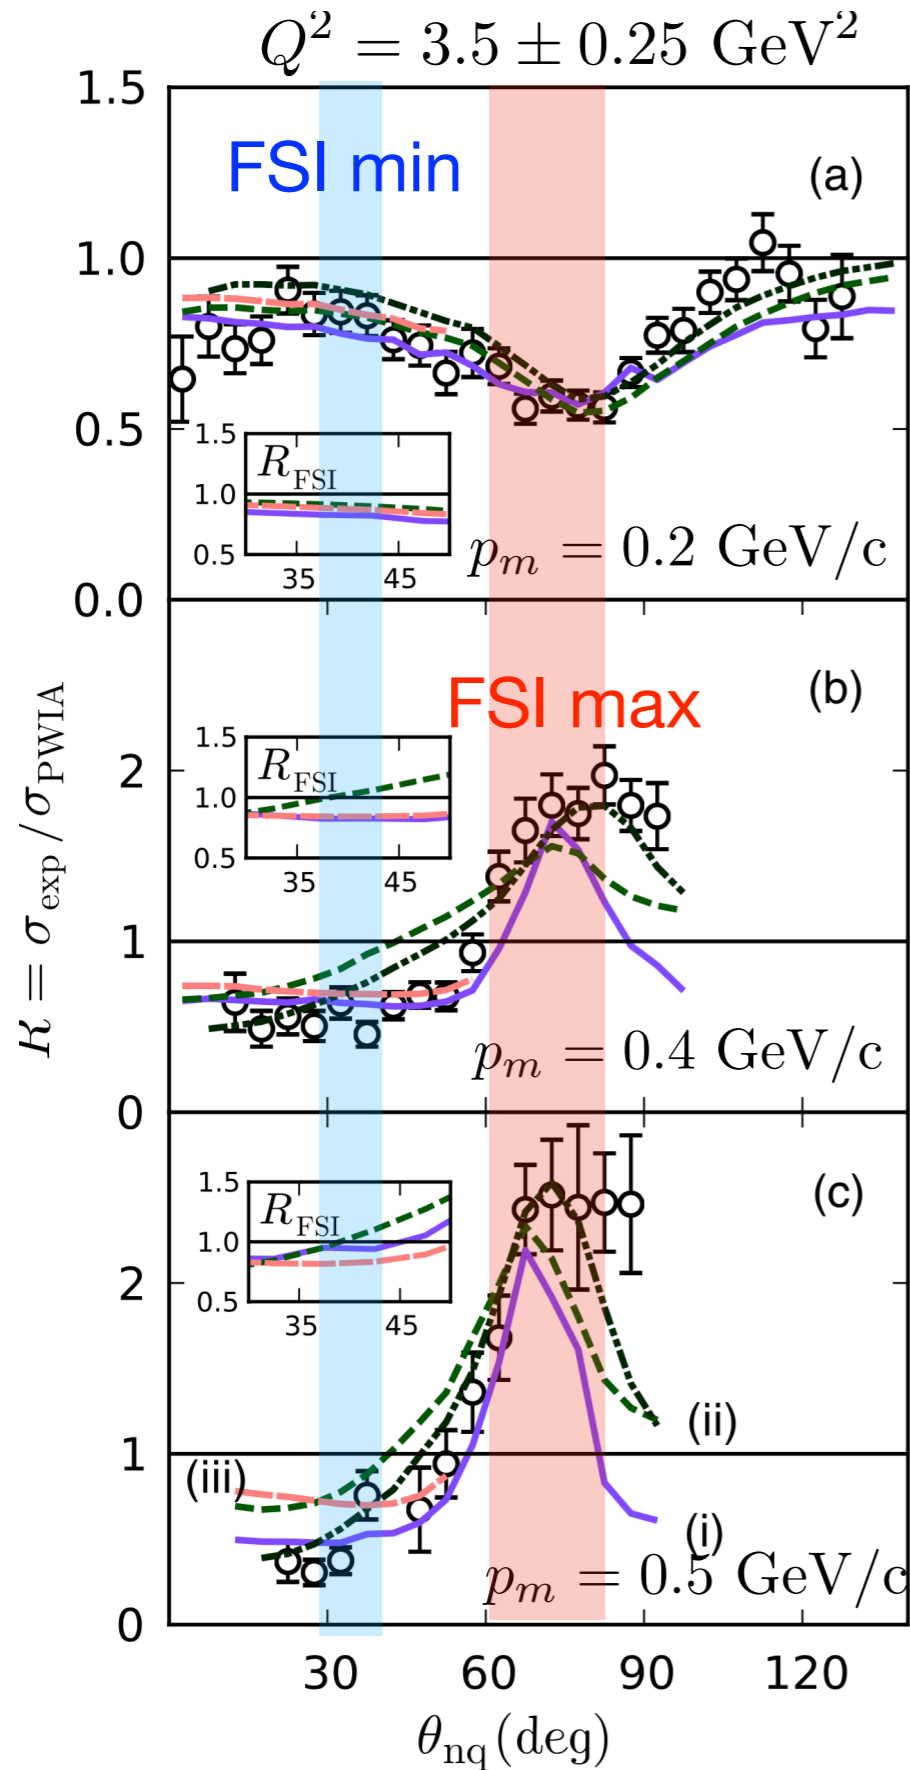 Q² = 3.5 ± 0.25 GeV²
1.5
FSI min
(a)
1.0
0.5
1.5
R_FSI
1.0
0.5
35 45
p_m = 0.2 GeV/c
0.0
(b)
FSI max
2
1.5
R_FSI
1.0
0.5
35 45
1
p_m = 0.4 GeV/c
0
R = σ_exp / σ_PWIA
(c)
1.5
R_FSI
1.0
0.5
35 45
2
(ii)
1
(iii)
(i)
p_m = 0.5 GeV/c
0
30 60 90 120
θ_nq (deg)